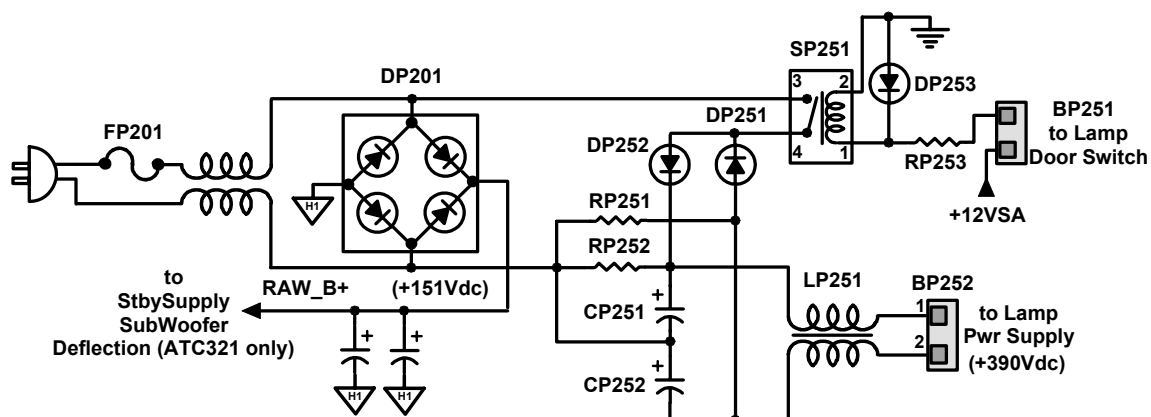 SP251
3
2
4
1
DP253
BP251
to Lamp
Door Switch
RP253
+12VSA
DP201
DP251
FP201
DP252
H1
RP251
RP252
to
StbySupply
SubWoofer
Deflection (ATC321 only)
RAW_B+
(+151Vdc)
+
+
H1
H1
+
CP251
+
CP252
LP251
BP252
1
2
to Lamp
Pwr Supply
(+390Vdc)